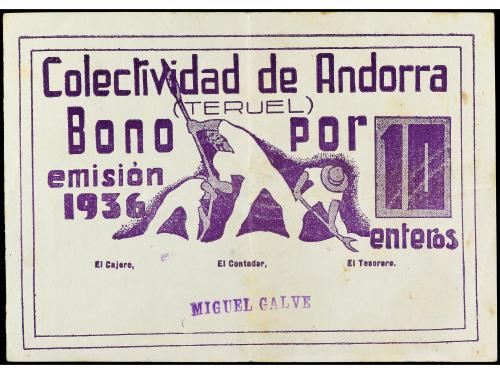 Colectividad de Andorra
(TERUEL)
Bono por 10
emisión
1936
enteros
El Cajero, El Contador, El Tesorero.
MIGUEL GALVE